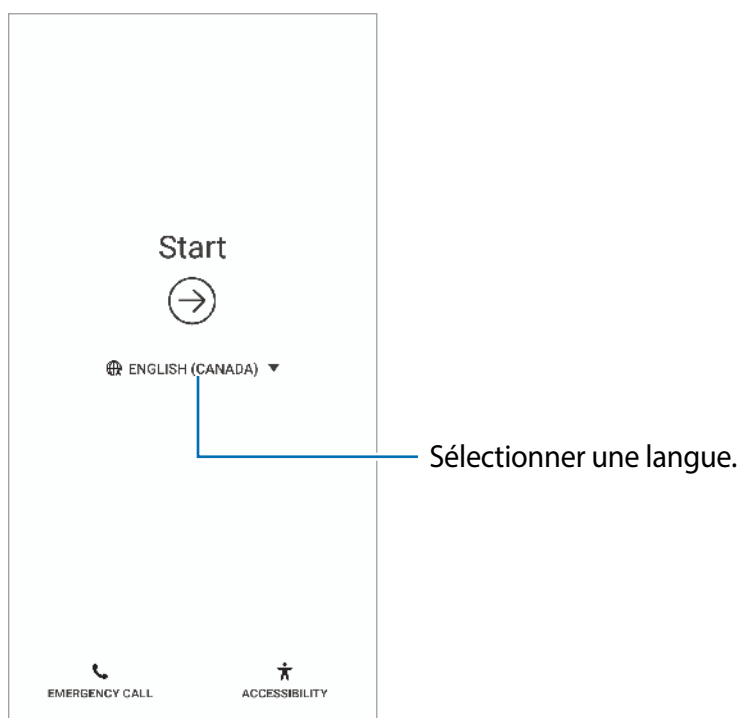 Start
ENGLISH (CANADA)
Sélectionner une langue.
EMERGENCY CALL
ACCESSIBILITY